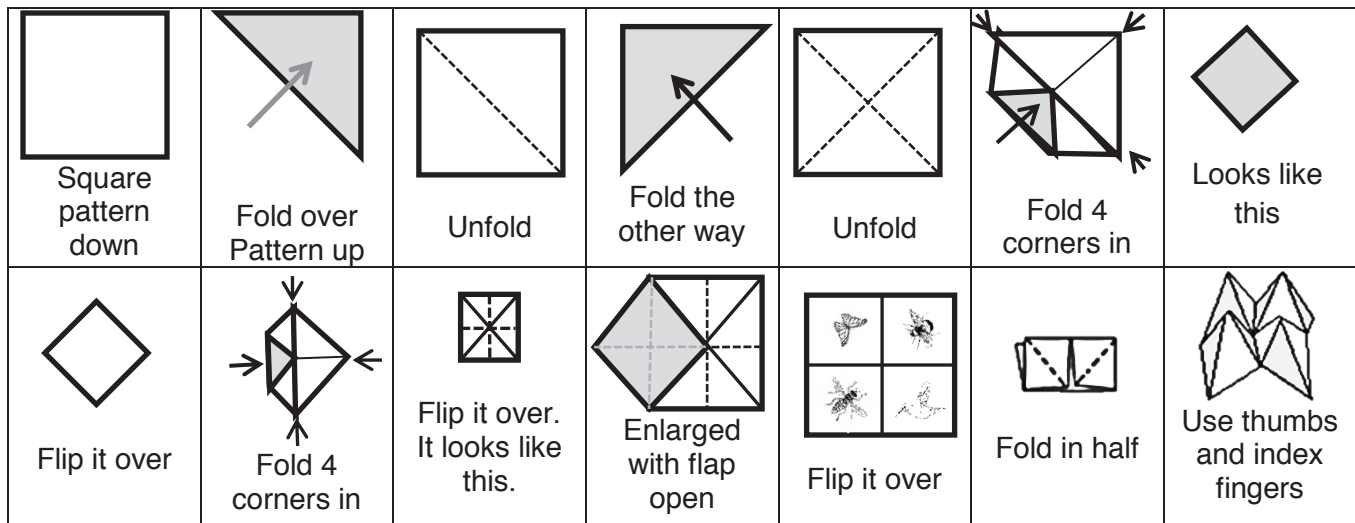 Square
pattern
down
Fold over
Pattern up
Unfold
Fold the
other way
Unfold
Fold 4
corners in
Looks like
this
Flip it over
Fold 4
corners in
Flip it over.
It looks like
this.
Enlarged
with flap
open
Flip it over
Fold in half
Use thumbs
and index
fingers